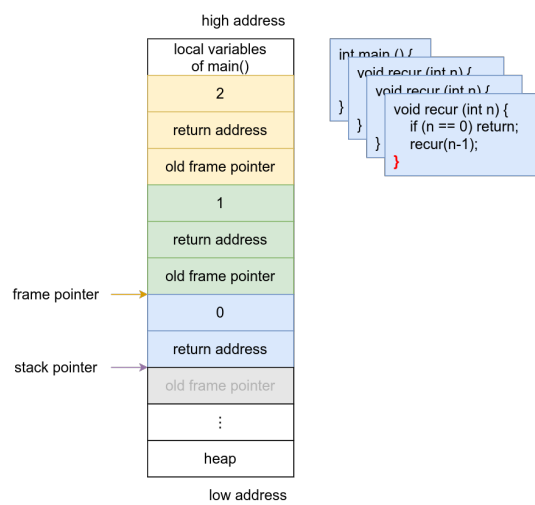 high address
local variables
of main()
2
return address
old frame pointer
1
return address
old frame pointer
frame pointer
0
return address
stack pointer
old frame pointer
⋮
heap
low address
int main () {
}
void recur (int n) {
}
void recur (int n) {
}
void recur (int n) {
if (n == 0) return;
recur(n-1);
}